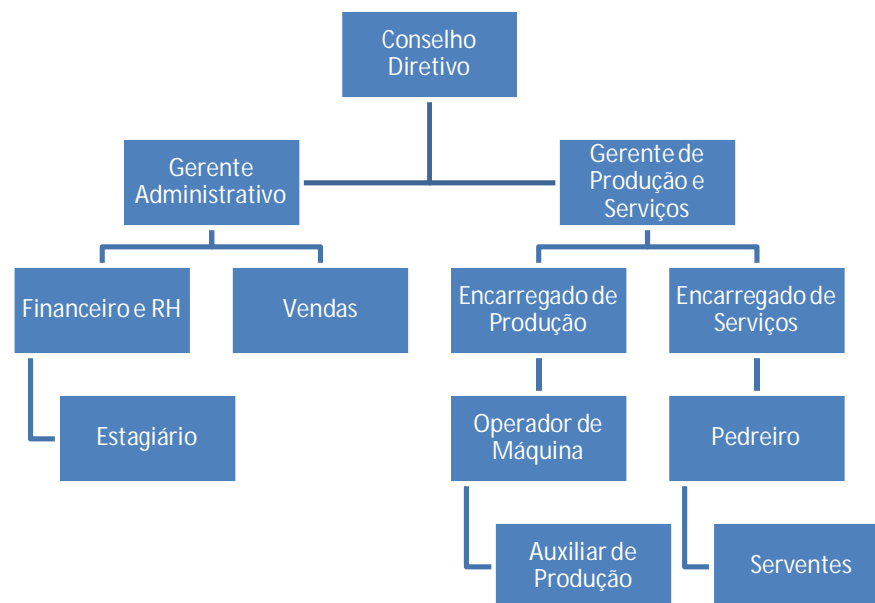 Conselho
Diretivo
Gerente
Administrativo
Gerente de
Produção e
Serviços
Financeiro e RH
Vendas
Encarregado de
Produção
Encarregado de
Serviços
Estagiário
Operador de
Máquina
Pedreiro
Auxiliar de
Produção
Serventes